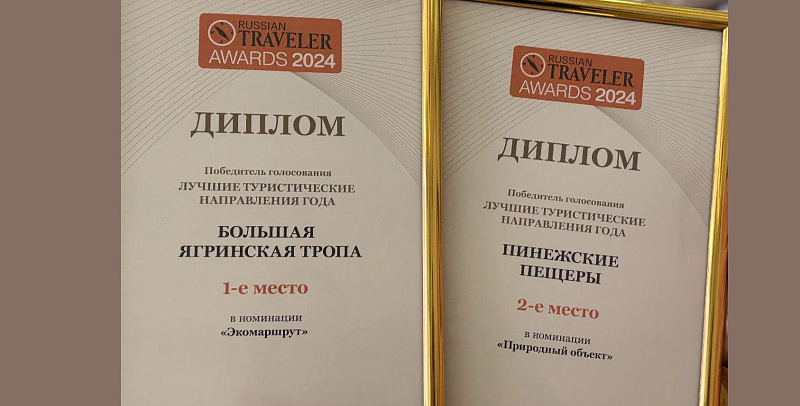 RUSSIAN
TRAVELER
AWARDS 2024
ДИПЛОМ
Победитель голосования
ЛУЧШИЕ ТУРИСТИЧЕСКИЕ
НАПРАВЛЕНИЯ ГОДА
БОЛЬШАЯ
ЯГРИНСКАЯ ТРОПА
1-е место
в номинации
«Экомаршрут»
RUSSIAN
TRAVELER
AWARDS 2024
ДИПЛОМ
Победитель голосования
ЛУЧШИЕ ТУРИСТИЧЕСКИЕ
НАПРАВЛЕНИЯ ГОДА
ПИНЕЖСКИЕ
ПЕЩЕРЫ
2-е место
в номинации
«Природный объект»